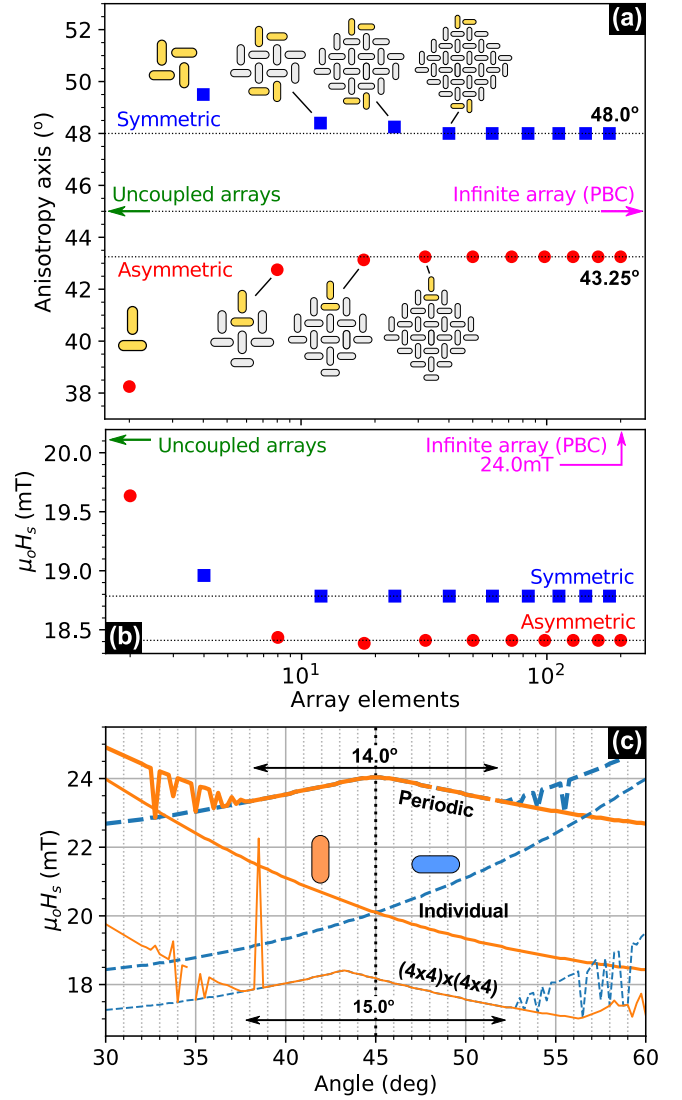 (a)
52
50
48
46
44
42
40
38
Anisotropy axis (°)
Symmetric
48.0°
Uncoupled arrays
Infinite array (PBC)
Asymmetric
43.25°
20.0
19.5
19.0
18.5
μₒHₛ (mT)
Uncoupled arrays
Infinite array (PBC)
24.0mT
Symmetric
Asymmetric
(b)
10¹
10²
Array elements
(c)
24
22
20
18
μₒHₛ (mT)
14.0°
Periodic
Individual
(4x4)x(4x4)
15.0°
30
35
40
45
50
55
60
Angle (deg)